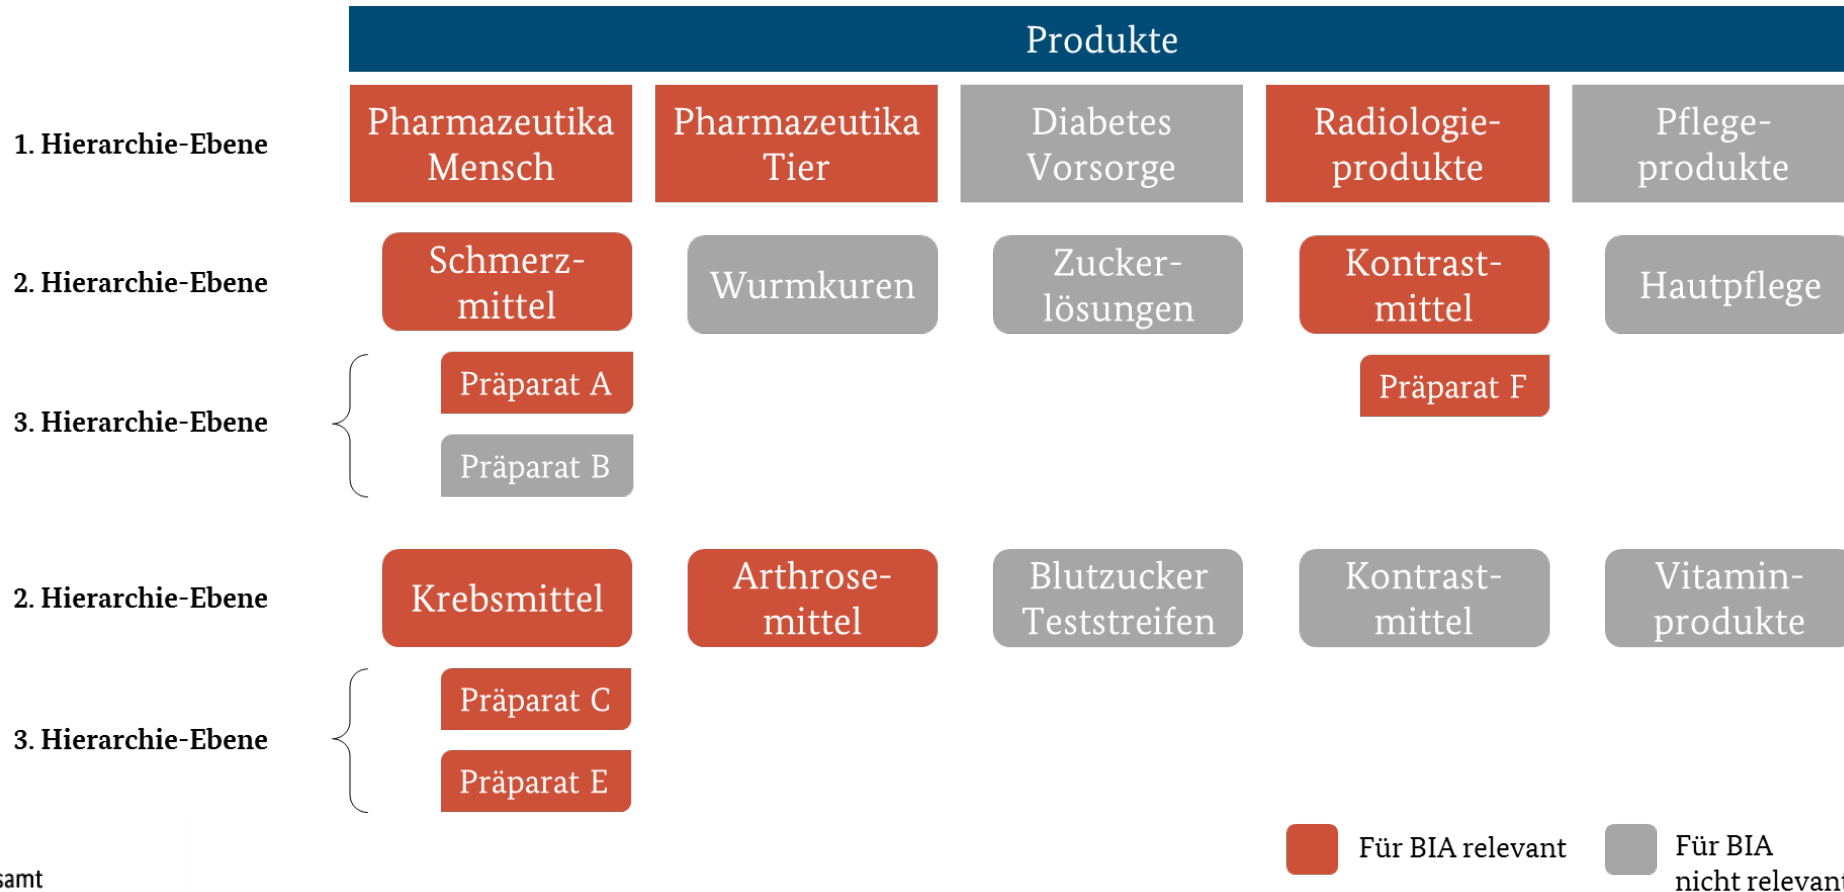 Produkte
1. Hierarchie-Ebene
Pharmazeutika
Mensch
Pharmazeutika
Tier
Diabetes
Vorsorge
Radiologie-
produkte
Pflege-
produkte
2. Hierarchie-Ebene
Schmerz-
mittel
Wurmkuren
Zucker-
lösungen
Kontrast-
mittel
Hautpflege
3. Hierarchie-Ebene
Präparat A
Präparat B
Präparat F
2. Hierarchie-Ebene
Krebsmittel
Arthrose-
mittel
Blutzucker
Teststreifen
Kontrast-
mittel
Vitamin-
produkte
3. Hierarchie-Ebene
Präparat C
Präparat E
Für BIA relevant
Für BIA
nicht relevant
samt